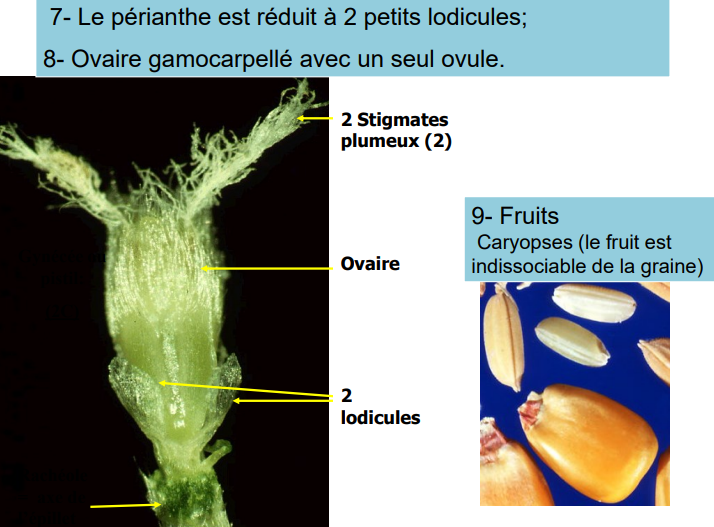 7- Le périanthe est réduit à 2 petits lodicules;
8- Ovaire gamocarpellé avec un seul ovule.
2 Stigmates
plumeux (2)
Ovaire
2
lodicules
9- Fruits
Caryopses (le fruit est
indissociable de la graine)